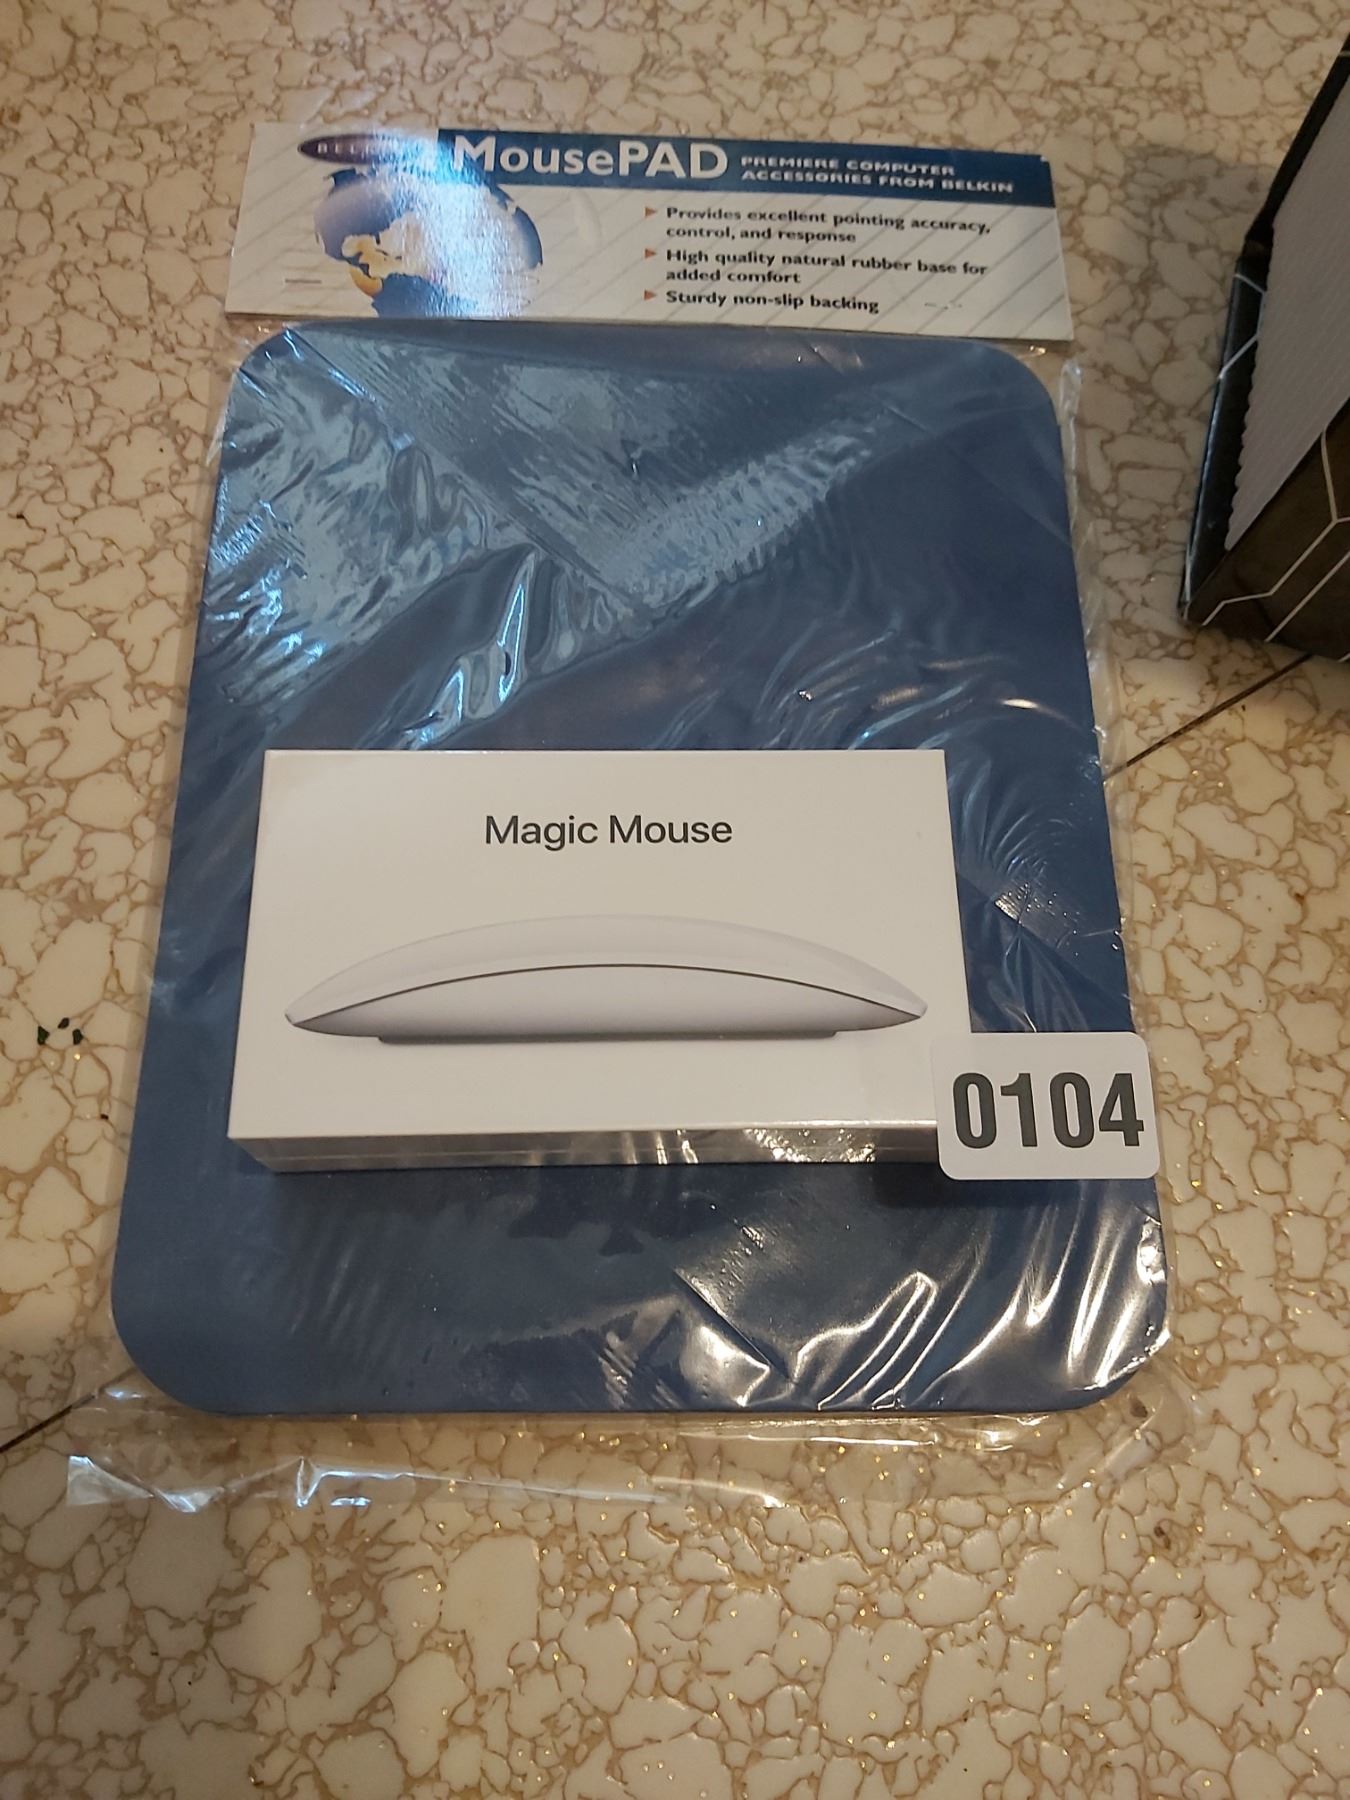 BELKIN
MousePAD
PREMIERE COMPUTER
ACCESSORIES FROM BELKIN
Provides excellent pointing accuracy,
control, and response
High quality natural rubber base for
added comfort
Sturdy non-slip backing
Magic Mouse
0104